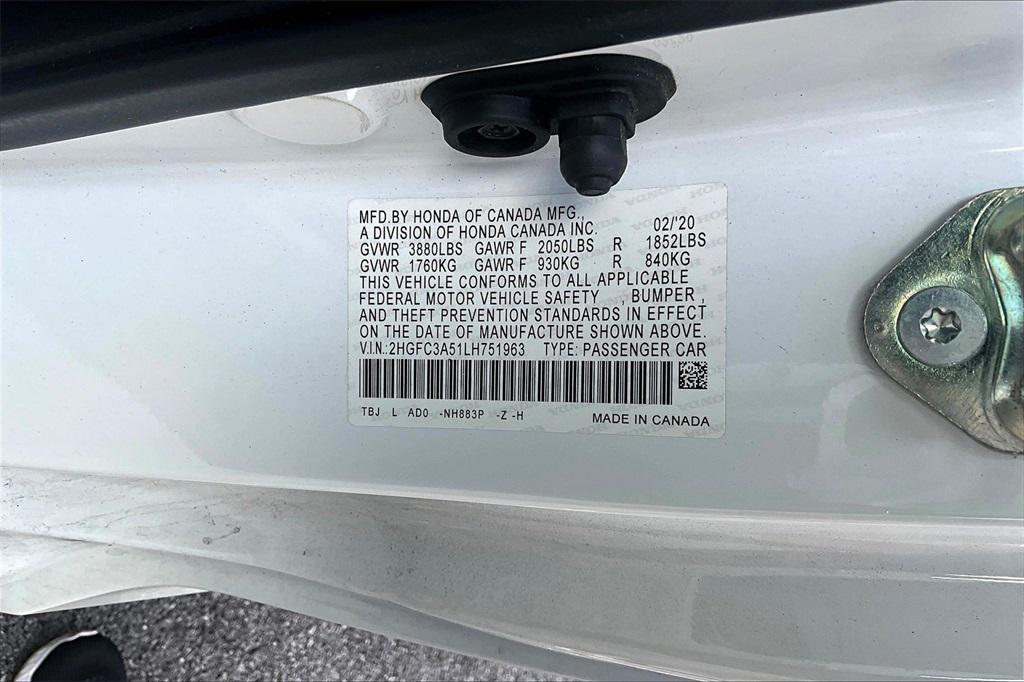 MFD.BY HONDA OF CANADA MFG.,
A DIVISION OF HONDA CANADA INC. 02/'20
GVWR 3880LBS GAWR F 2050LBS R 1852LBS
GVWR 1760KG GAWR F 930KG R 840KG
THIS VEHICLE CONFORMS TO ALL APPLICABLE
FEDERAL MOTOR VEHICLE SAFETY , BUMPER ,
AND THEFT PREVENTION STANDARDS IN EFFECT
ON THE DATE OF MANUFACTURE SHOWN ABOVE.
V.I.N.:2HGFC3A51LH751963 TYPE: PASSENGER CAR
TBJ L AD0 -NH883P -Z -H
MADE IN CANADA